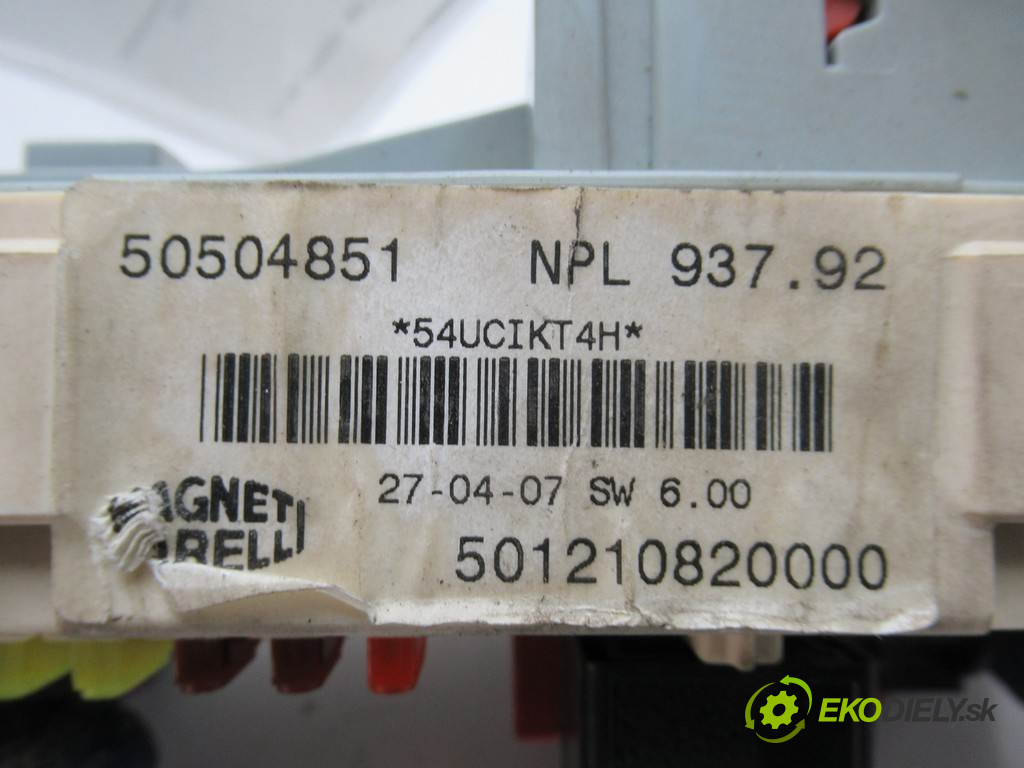 50504851 NPL 937.92
*54UCIKT4H*
27-04-07 SW 6.00
501210820000
EKODIELY.sk